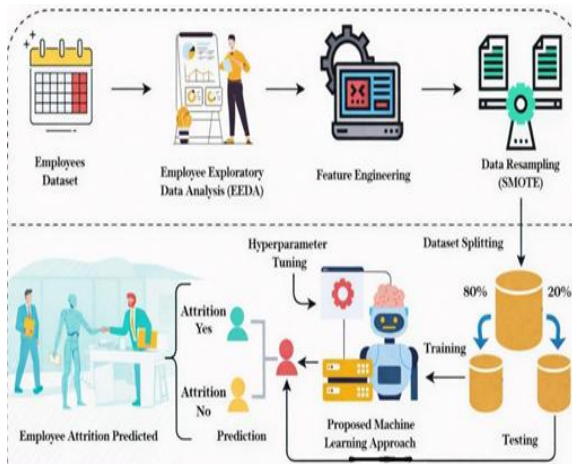 Employees
Dataset
Employee Exploratory
Data Analysis (EEDA)
Feature Engineering
Data Resampling
(SMOTE)
Dataset Splitting
Hyperparameter
Tuning
80%
20%
Attrition
Yes
Training
Attrition
No
Employee Attrition Predicted
Prediction
Proposed Machine
Learning Approach
Testing